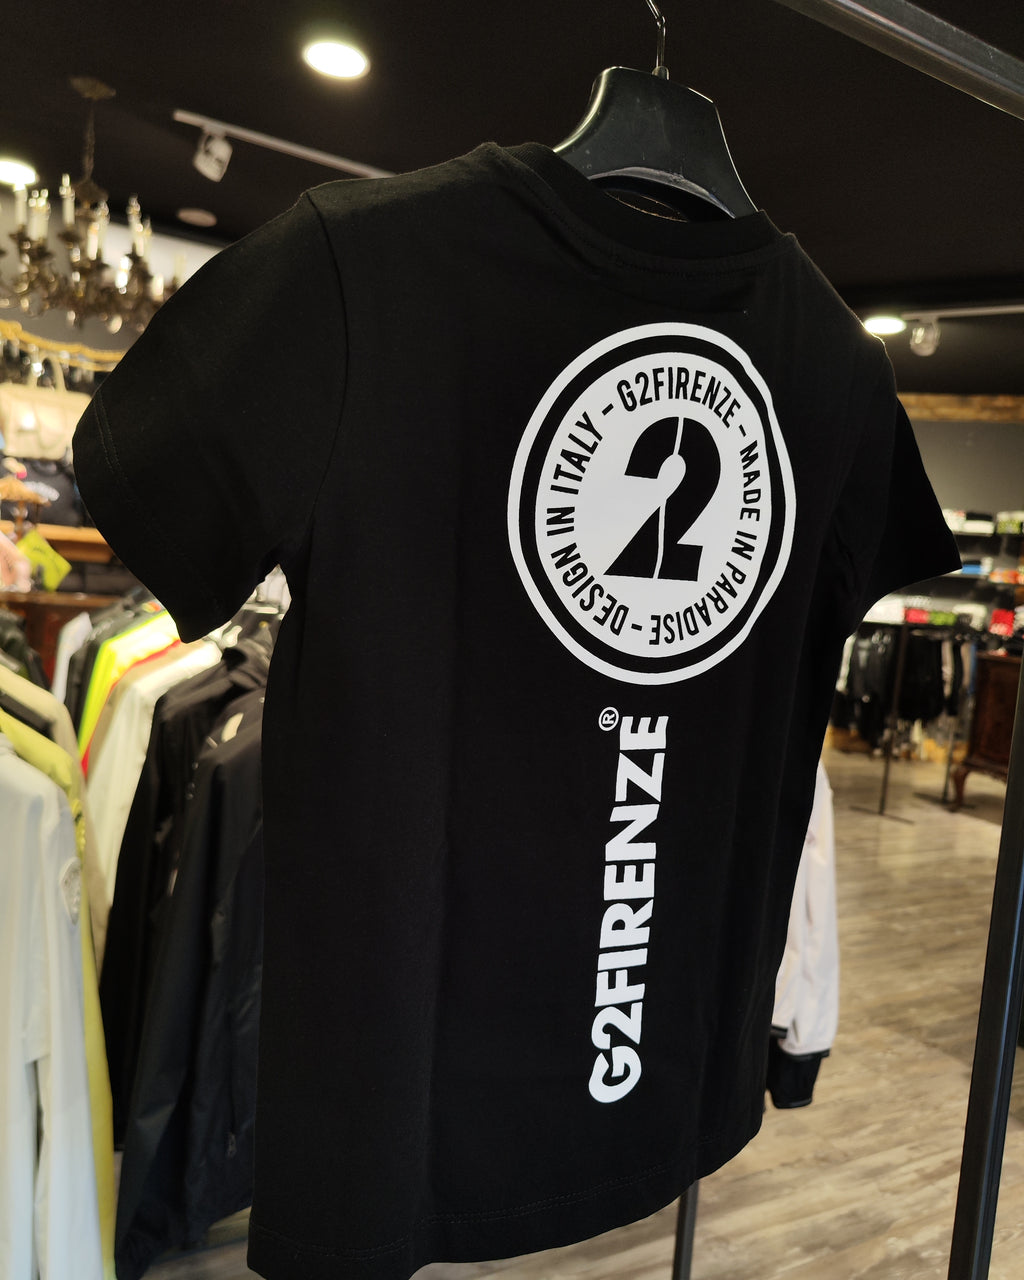 G2FIRENZE - MADE IN PARADISE - DESIGN IN ITALY -
2
G2FIRENZE®